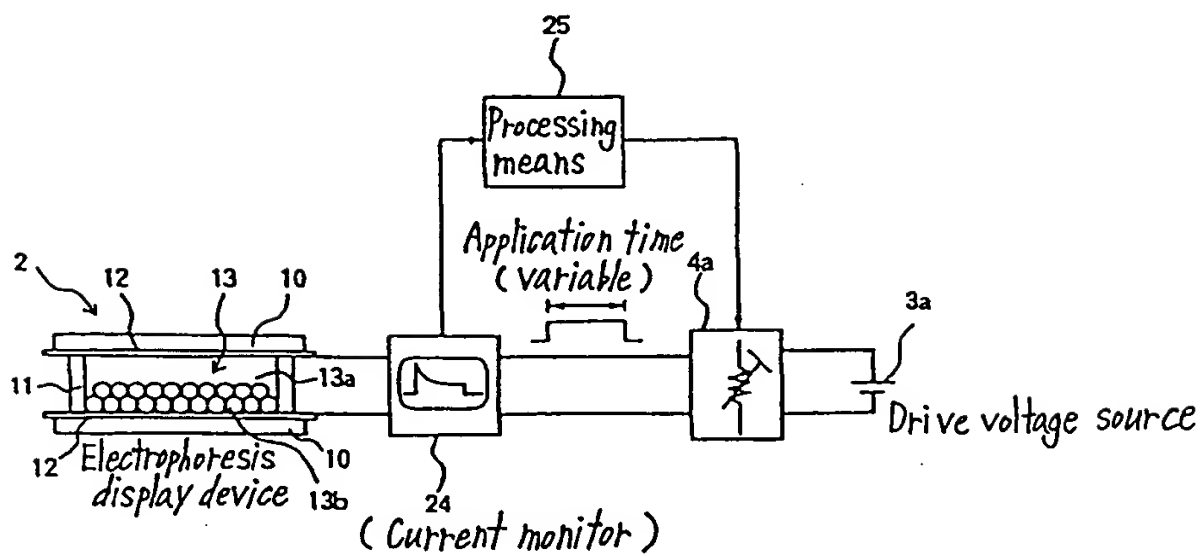 25
Processing
means
Application time
(variable)
4a
3a
2
12
13
10
11
13a
Drive voltage source
12
10
Electrophoresis
display device
13b
24
(Current monitor)